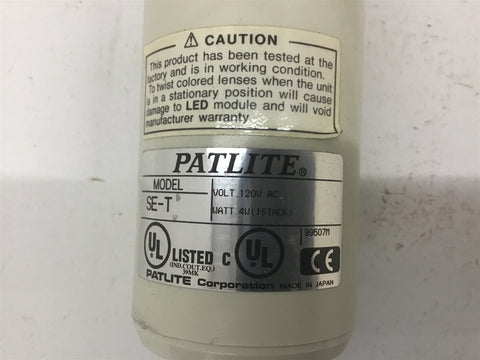 ⚠ CAUTION
This product has been tested at the
factory and is in working condition.
To twist colored lenses when the unit
is in a stationary position will cause
damage to LED module and will void
manufacturer warranty.
PATLITE®
MODEL
SE-T
VOLT.120V AC
WATT.4W(1STACK)
99507M
UL LISTED C UL CE
(IND.CONT.EQ.)
39MK
PATLITE Corporation MADE IN JAPAN